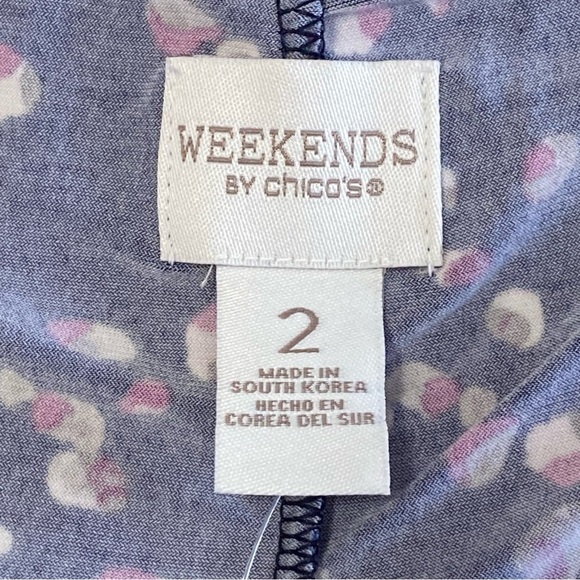 WEEKENDS
BY chico's®
2
MADE IN
SOUTH KOREA
HECHO EN
COREA DEL SUR